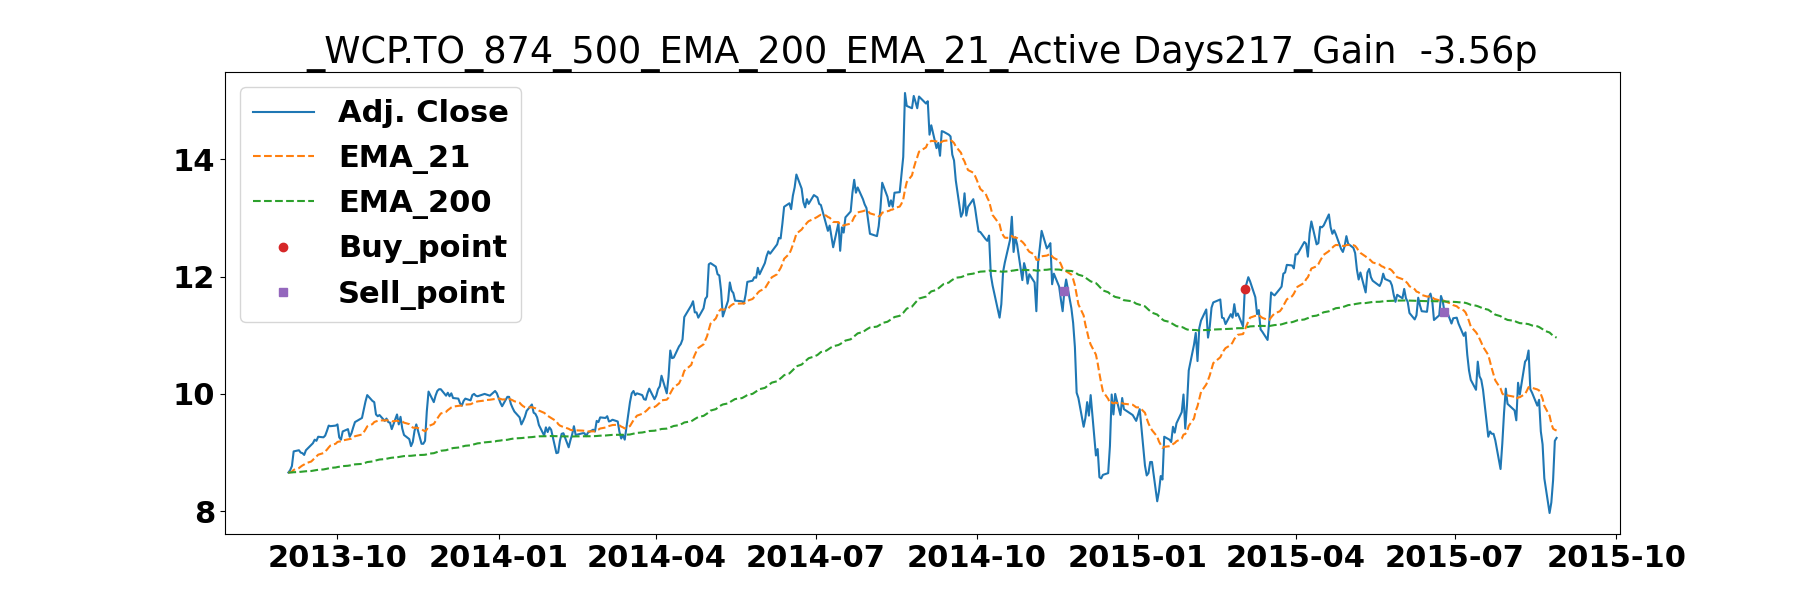 _WCP.TO_874_500_EMA_200_EMA_21_Active Days217_Gain  -3.56p
Adj. Close
EMA_21
EMA_200
Buy_point
Sell_point
14
12
10
8
2013-10 2014-01 2014-04 2014-07 2014-10 2015-01 2015-04 2015-07 2015-10